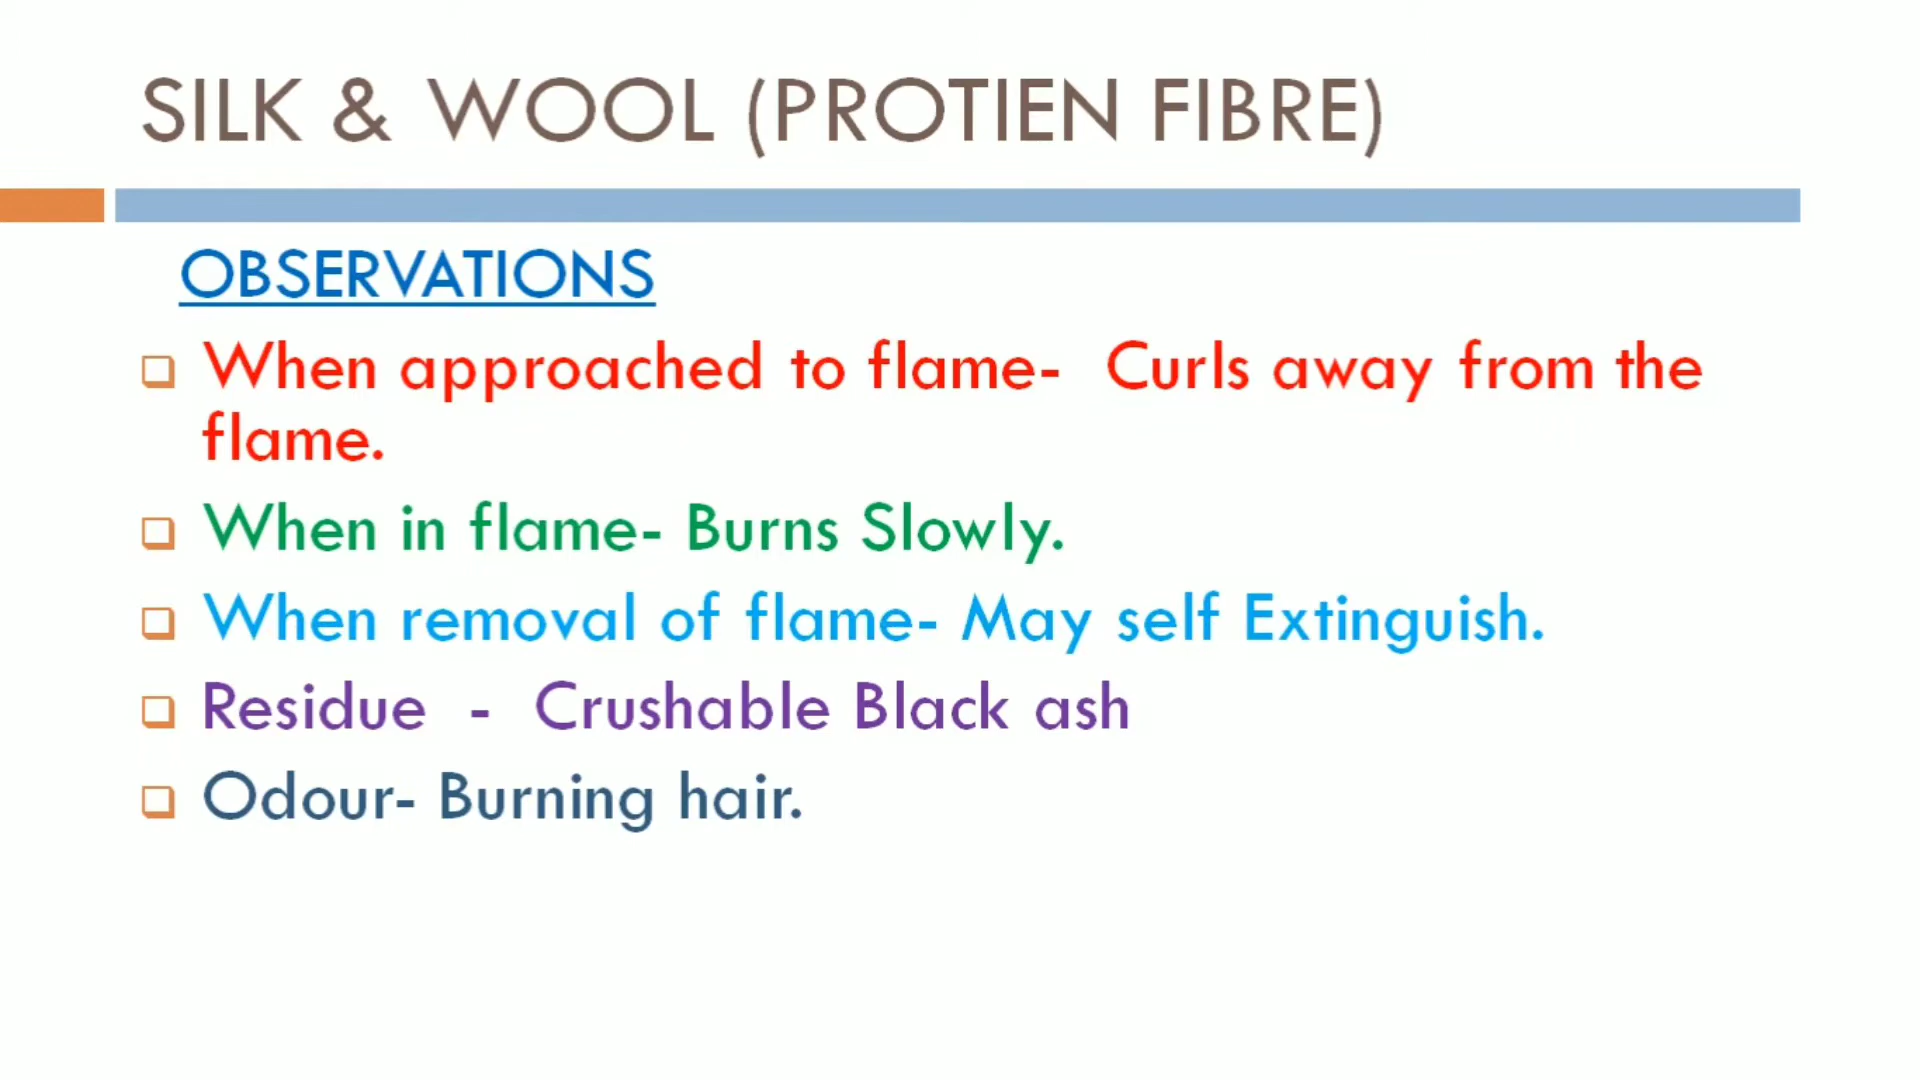 SILK & WOOL (PROTIEN FIBRE)
OBSERVATIONS
When approached to flame- Curls away from the
flame.
When in flame- Burns Slowly.
When removal of flame- May self Extinguish.
Residue - Crushable Black ash
Odour- Burning hair.